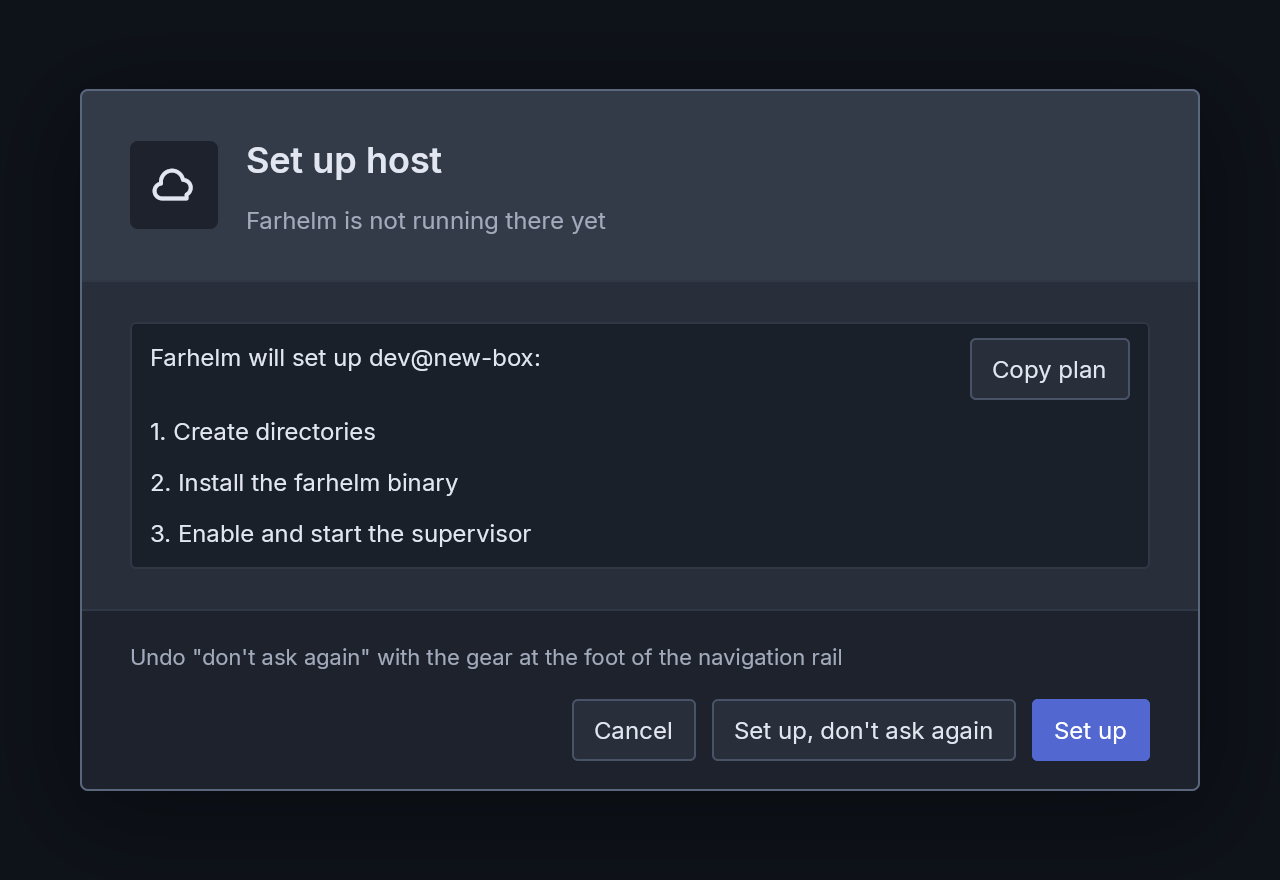 Set up host
Farhelm is not running there yet
Farhelm will set up dev@new-box:
Copy plan
1. Create directories
2. Install the farhelm binary
3. Enable and start the supervisor
Undo "don't ask again" with the gear at the foot of the navigation rail
Cancel
Set up, don't ask again
Set up